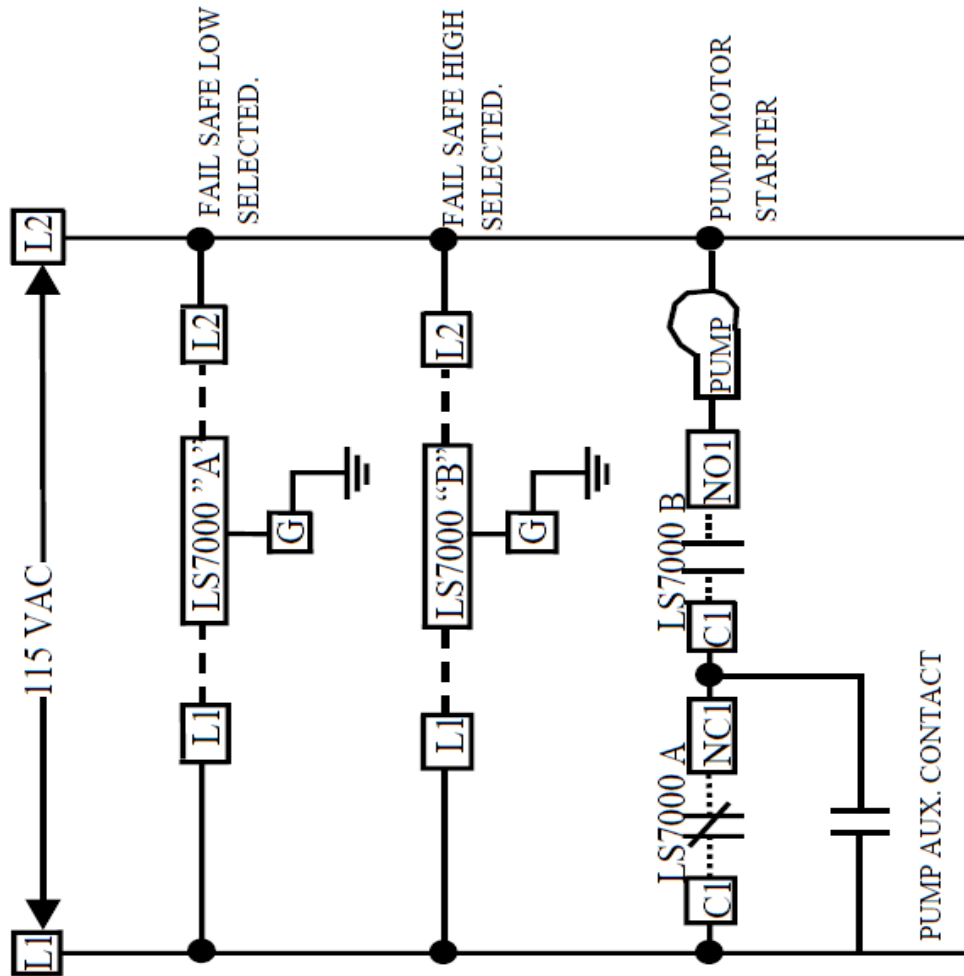 L1
115 VAC
L2
L1
LS7000 ”A”
L2
FAIL SAFE LOW
SELECTED.
G
L1
LS7000 “B”
L2
FAIL SAFE HIGH
SELECTED.
G
LS7000 A
LS7000 B
C1
NC1
C1
NO1
PUMP
PUMP MOTOR
STARTER
PUMP AUX. CONTACT